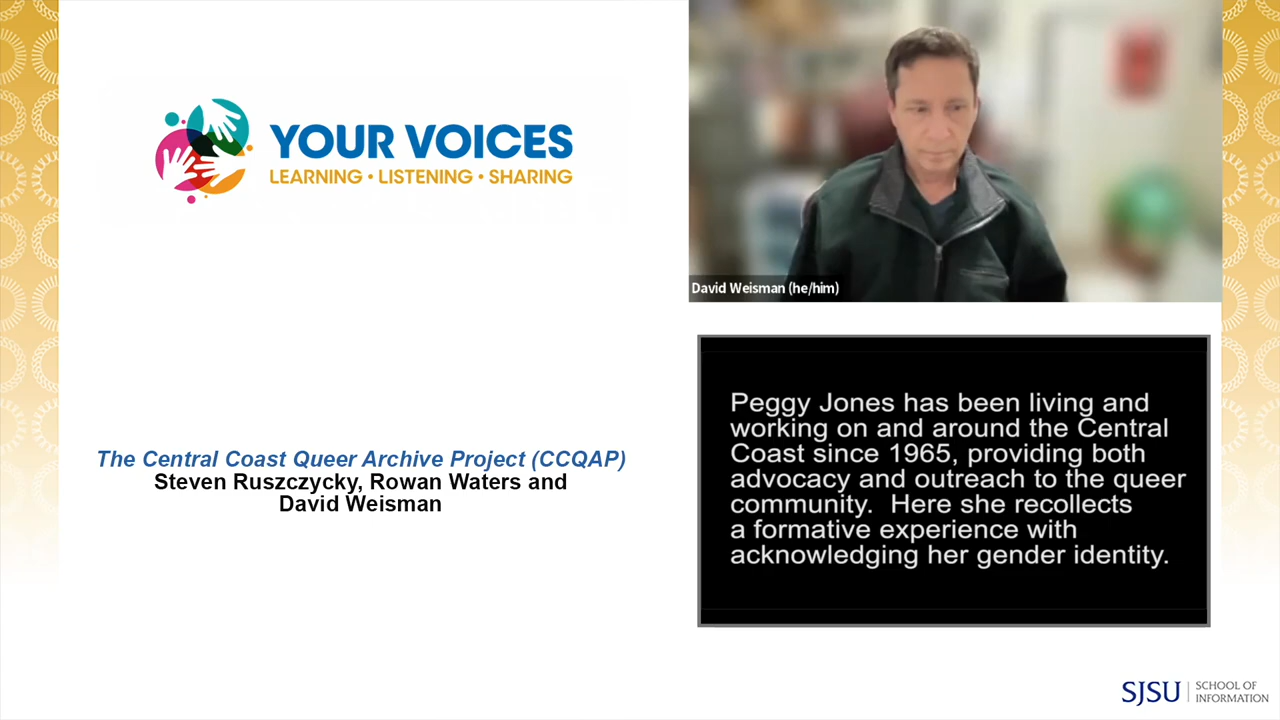 YOUR VOICES
LEARNING • LISTENING • SHARING
The Central Coast Queer Archive Project (CCQAP)
Steven Ruszczycky, Rowan Waters and
David Weisman
David Weisman (he/him)
Peggy Jones has been living and
working on and around the Central
Coast since 1965, providing both
advocacy and outreach to the queer
community.  Here she recollects
a formative experience with
acknowledging her gender identity.
SJSU | SCHOOL OF
INFORMATION